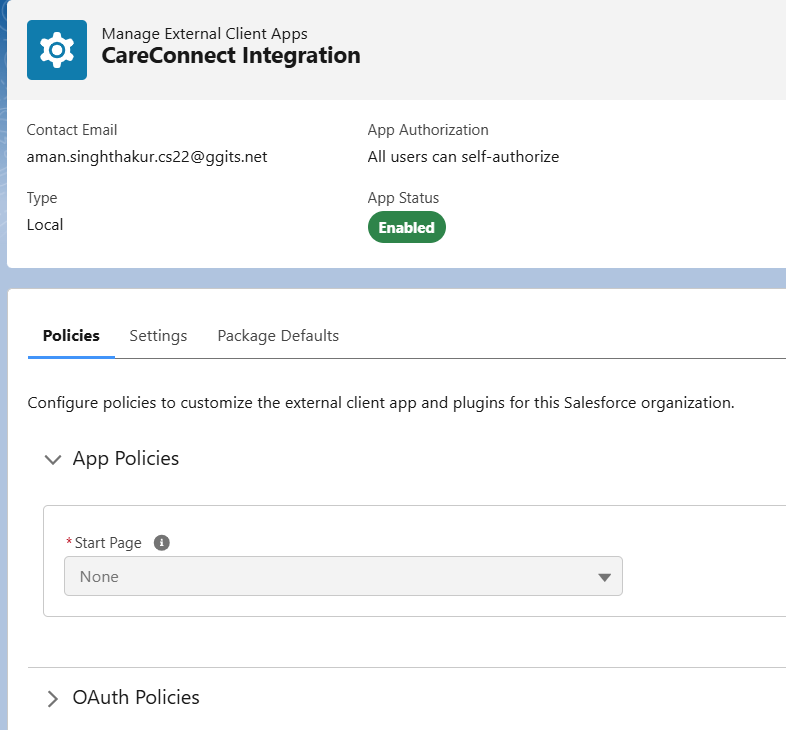 Manage External Client Apps
CareConnect Integration
Contact Email
App Authorization
aman.singhthakur.cs22@ggits.net
All users can self-authorize
Type
App Status
Local
Enabled
Policies
Settings
Package Defaults
Configure policies to customize the external client app and plugins for this Salesforce organization.
App Policies
*Start Page
None
OAuth Policies